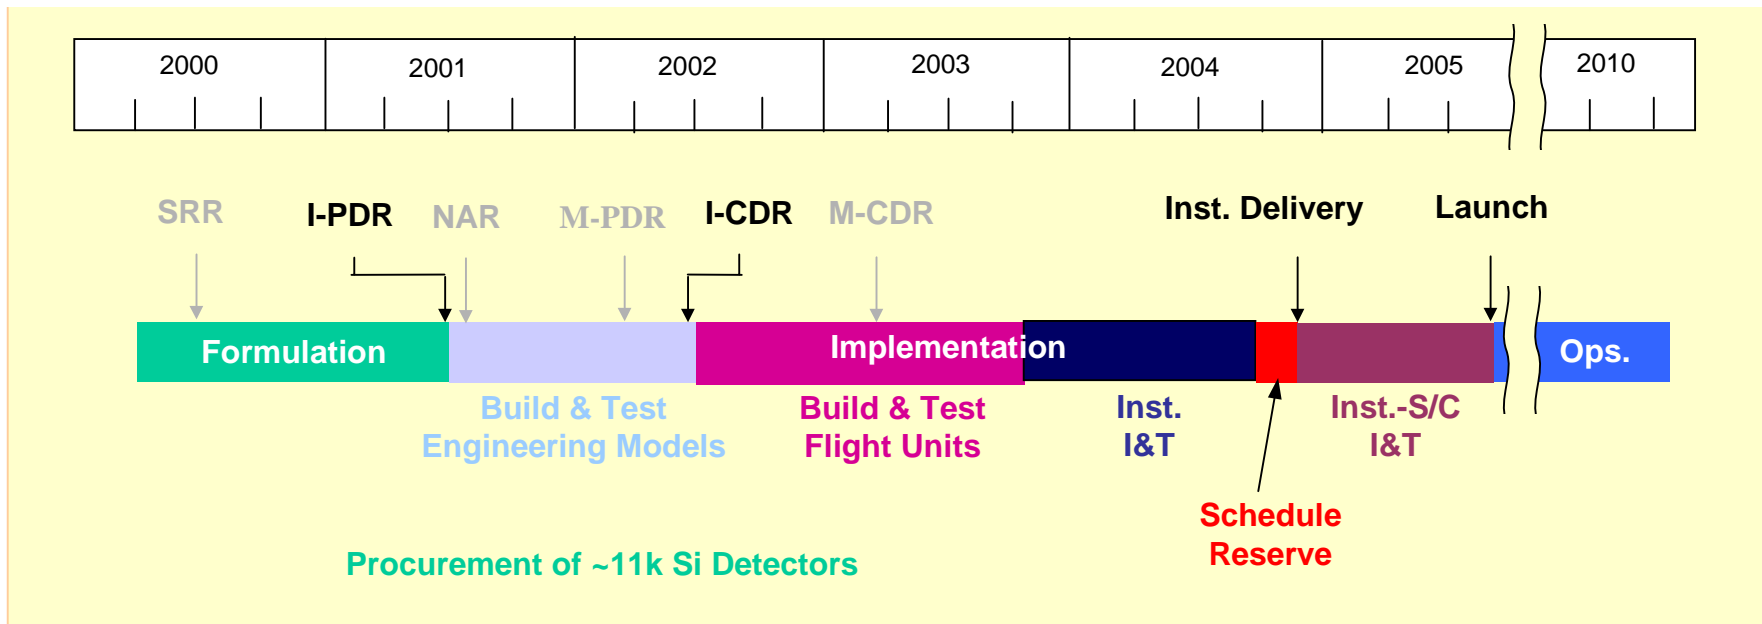 2000 2001 2002 2003 2004 2005 2010
SRR I-PDR NAR M-PDR I-CDR M-CDR Inst. Delivery Launch
Formulation Implementation Ops.
Build & Test
Engineering Models
Build & Test
Flight Units
Inst.
I&T
Inst.-S/C
I&T
Schedule
Reserve
Procurement of ~11k Si Detectors